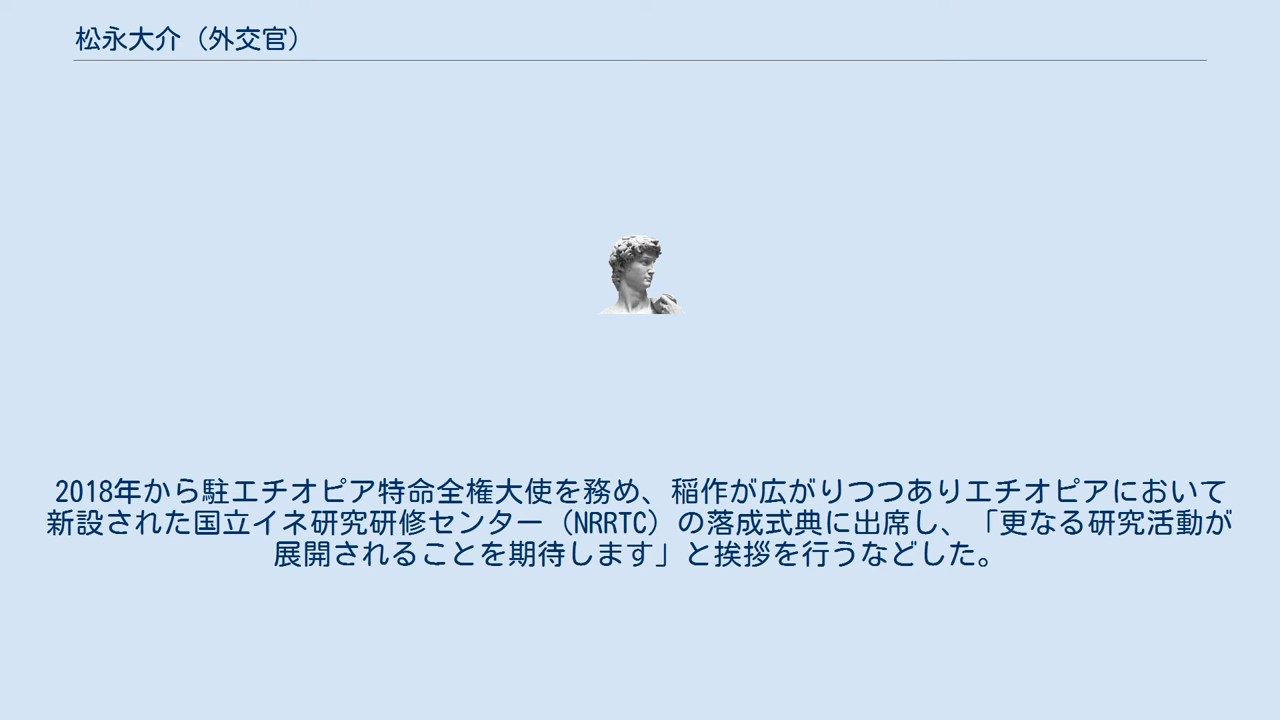 松永大介（外交官）
2018年から駐エチオピア特命全権大使を務め、稲作が広がりつつありエチオピアにおいて
新設された国立イネ研究研修センター（NRRTC）の落成式典に出席し、「更なる研究活動が
展開されることを期待します」と挨拶を行うなどした。